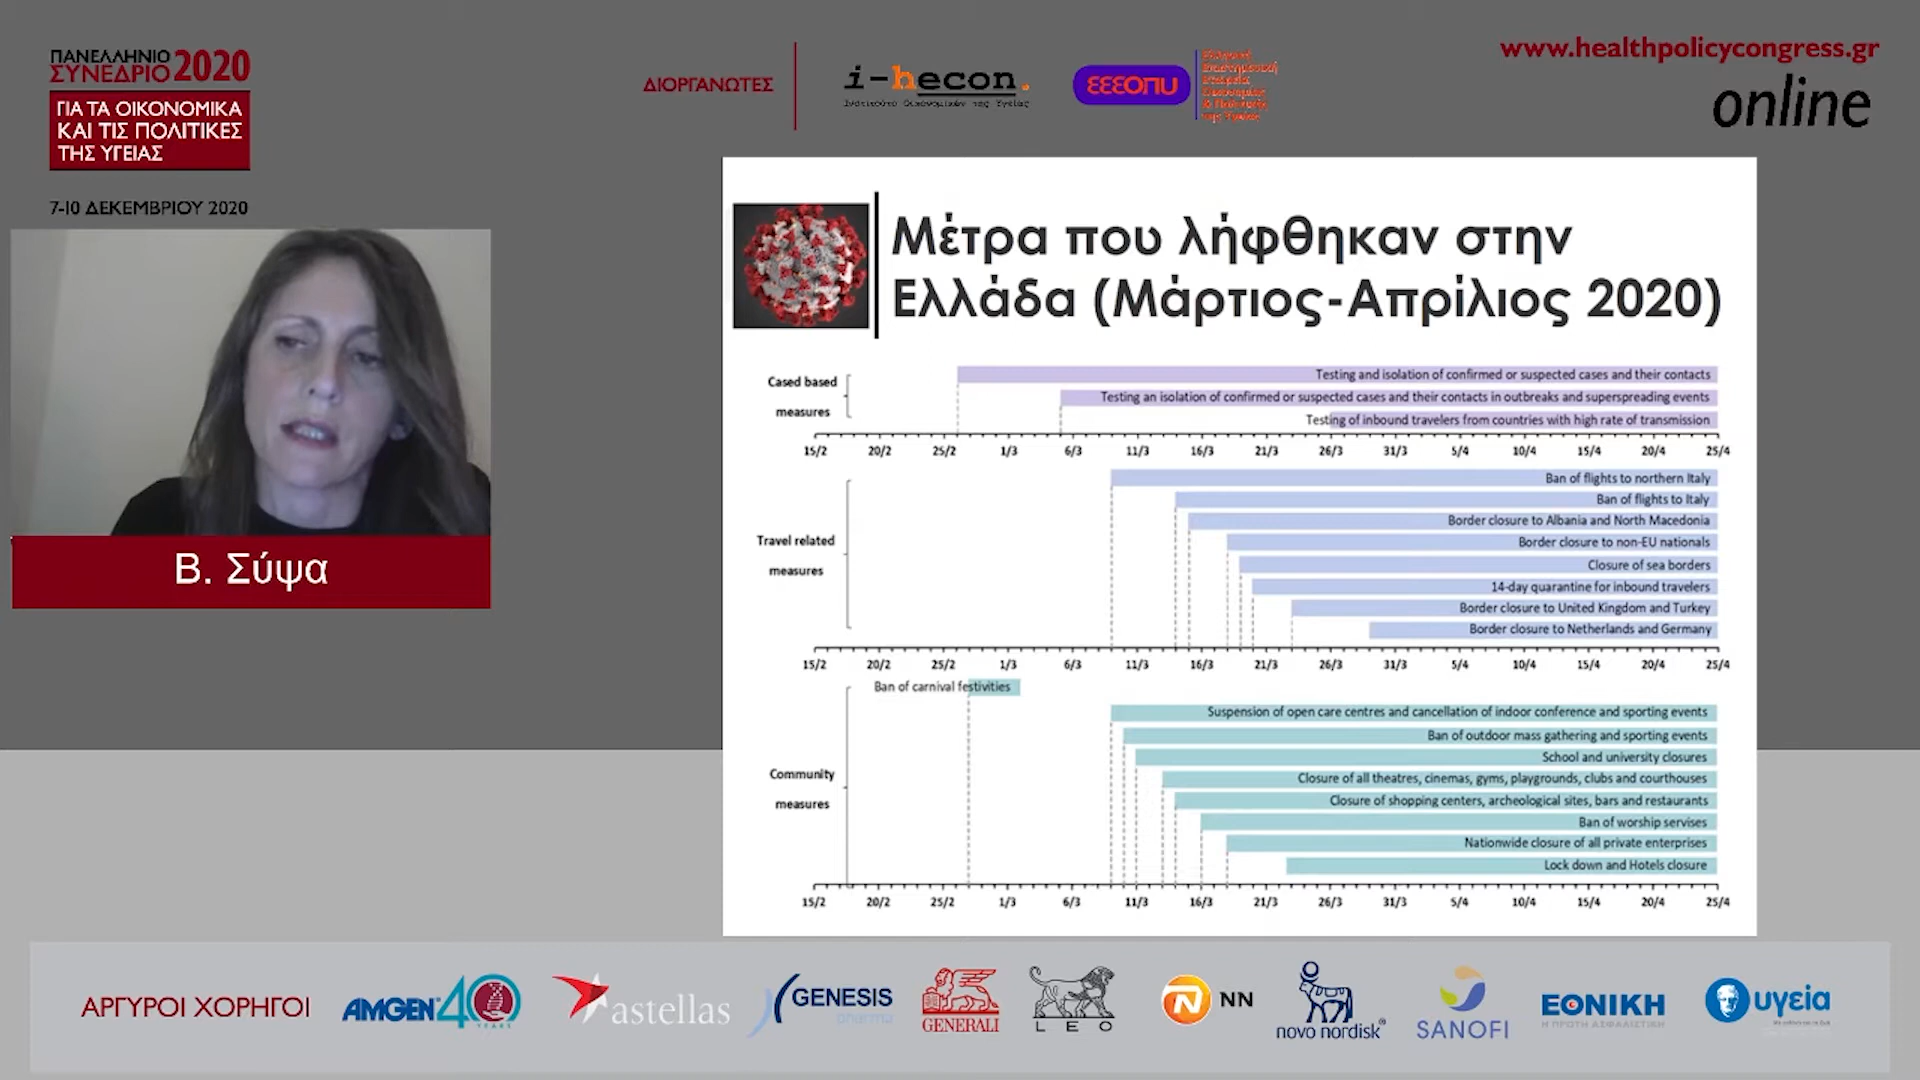 ΠΑΝΕΛΛΗΝΙΟ
ΣΥΝΕΔΡΙΟ 2020
ΓΙΑ ΤΑ ΟΙΚΟΝΟΜΙΚΑ
ΚΑΙ ΤΙΣ ΠΟΛΙΤΙΚΕΣ
ΤΗΣ ΥΓΕΙΑΣ
7-10 ΔΕΚΕΜΒΡΙΟΥ 2020
ΔΙΟΡΓΑΝΩΤΕΣ
i-hecon.
Ινστιτούτο Οικονομικών της Υγείας
εεεοπυ
www.healthpolicycongress.gr
online
Β. Σύψα
Μέτρα που λήφθηκαν στην
Ελλάδα (Μάρτιος-Απρίλιος 2020)
Cased based
measures
Testing and isolation of confirmed or suspected cases and their contacts
Testing an isolation of confirmed or suspected cases and their contacts in outbreaks and superspreading events
Testing of inbound travelers from countries with high rate of transmission
15/2 20/2 25/2 1/3 6/3 11/3 16/3 21/3 26/3 31/3 5/4 10/4 15/4 20/4 25/4
Travel related
measures
Ban of flights to northern Italy
Ban of flights to Italy
Border closure to Albania and North Macedonia
Border closure to non-EU nationals
Closure of sea borders
14-day quarantine for inbound travelers
Border closure to United Kingdom and Turkey
Border closure to Netherlands and Germany
15/2 20/2 25/2 1/3 6/3 11/3 16/3 21/3 26/3 31/3 5/4 10/4 15/4 20/4 25/4
Community
measures
Ban of carnival festivities
Suspension of open care centres and cancellation of indoor conference and sporting events
Ban of outdoor mass gathering and sporting events
School and university closures
Closure of all theatres, cinemas, gyms, playgrounds, clubs and courthouses
Closure of shopping centers, archeological sites, bars and restaurants
Ban of worship servises
Nationwide closure of all private enterprises
Lock down and Hotels closure
15/2 20/2 25/2 1/3 6/3 11/3 16/3 21/3 26/3 31/3 5/4 10/4 15/4 20/4 25/4
ΑΡΓΥΡΟΙ ΧΟΡΗΓΟΙ
AMGEN 40 YEARS
astellas
GENESIS
pharma
GENERALI
LEO
NN
novo nordisk®
SANOFI
ΕΘΝΙΚΗ
Η ΠΡΩΤΗ ΑΣΦΑΛΙΣΤΙΚΗ
υγεία